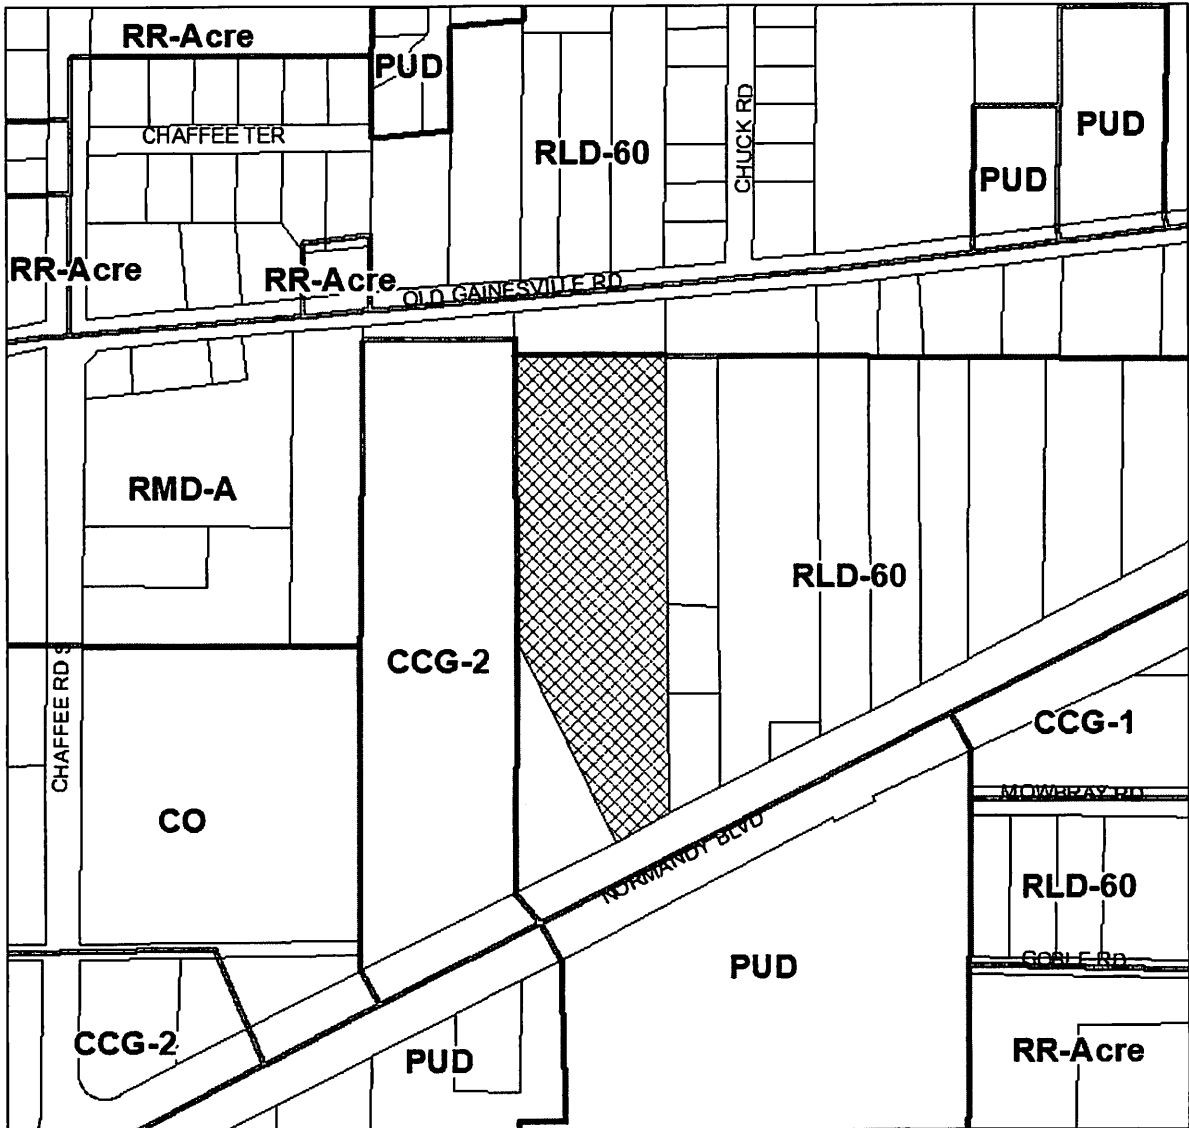 RR-Acre
PUD
CHAFFEE TER
RLD-60
CHUCK RD
PUD
PUD
RR-Acre
RR-Acre
OLD GAINESVILLE RD
RMD-A
RLD-60
CCG-2
CHAFFEE RD S
CCG-1
MOWBRAY RD
CO
NORMANDY BLVD
RLD-60
GOBLE RD
PUD
CCG-2
PUD
RR-Acre